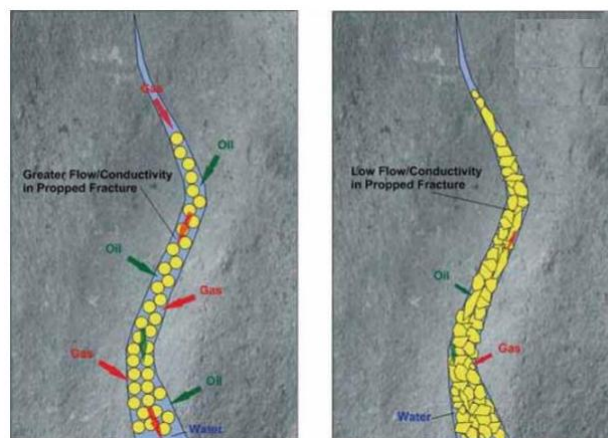 Gas
Oil
Greater Flow/Conductivity
in Propped Fracture
Oil
Gas
Gas
Oil
Water
Low Flow/Conductivity
in Propped Fracture
Oil
Gas
Water